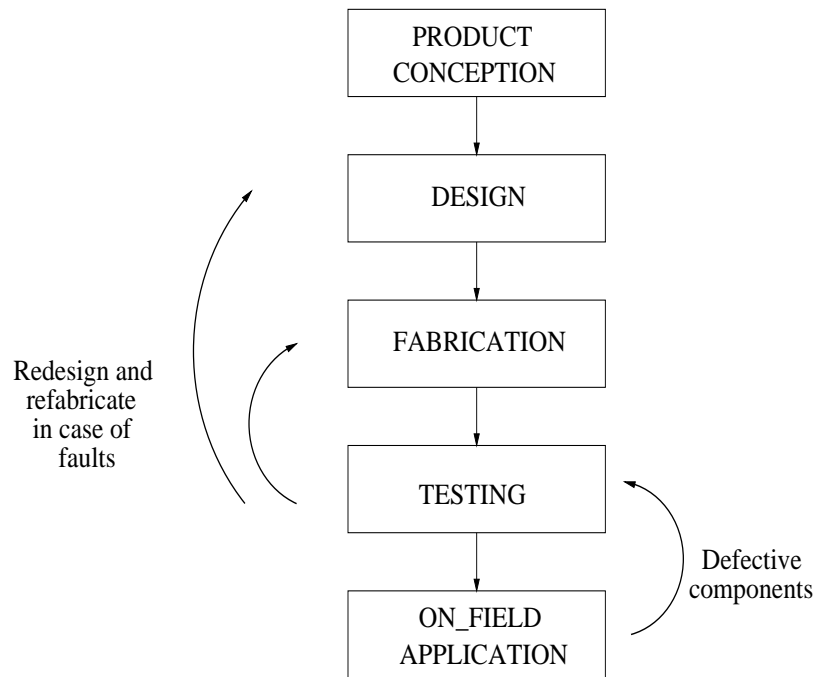 PRODUCT
CONCEPTION
DESIGN
FABRICATION
Redesign and
refabricate
in case of
faults
TESTING
Defective
components
ON_FIELD
APPLICATION